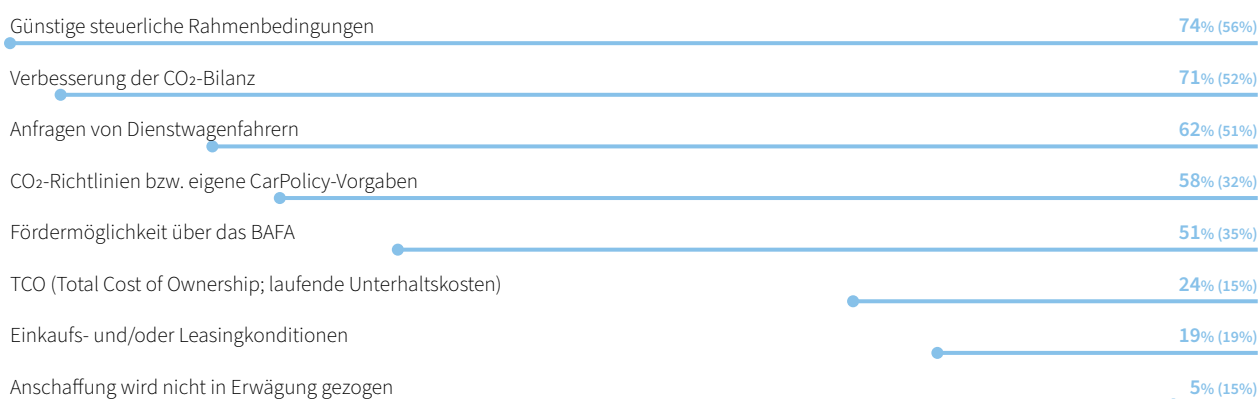 Günstige steuerliche Rahmenbedingungen 74% (56%)
Verbesserung der CO₂-Bilanz 71% (52%)
Anfragen von Dienstwagenfahrern 62% (51%)
CO₂-Richtlinien bzw. eigene CarPolicy-Vorgaben 58% (32%)
Fördermöglichkeit über das BAFA 51% (35%)
TCO (Total Cost of Ownership; laufende Unterhaltskosten) 24% (15%)
Einkaufs- und/oder Leasingkonditionen 19% (19%)
Anschaffung wird nicht in Erwägung gezogen 5% (15%)